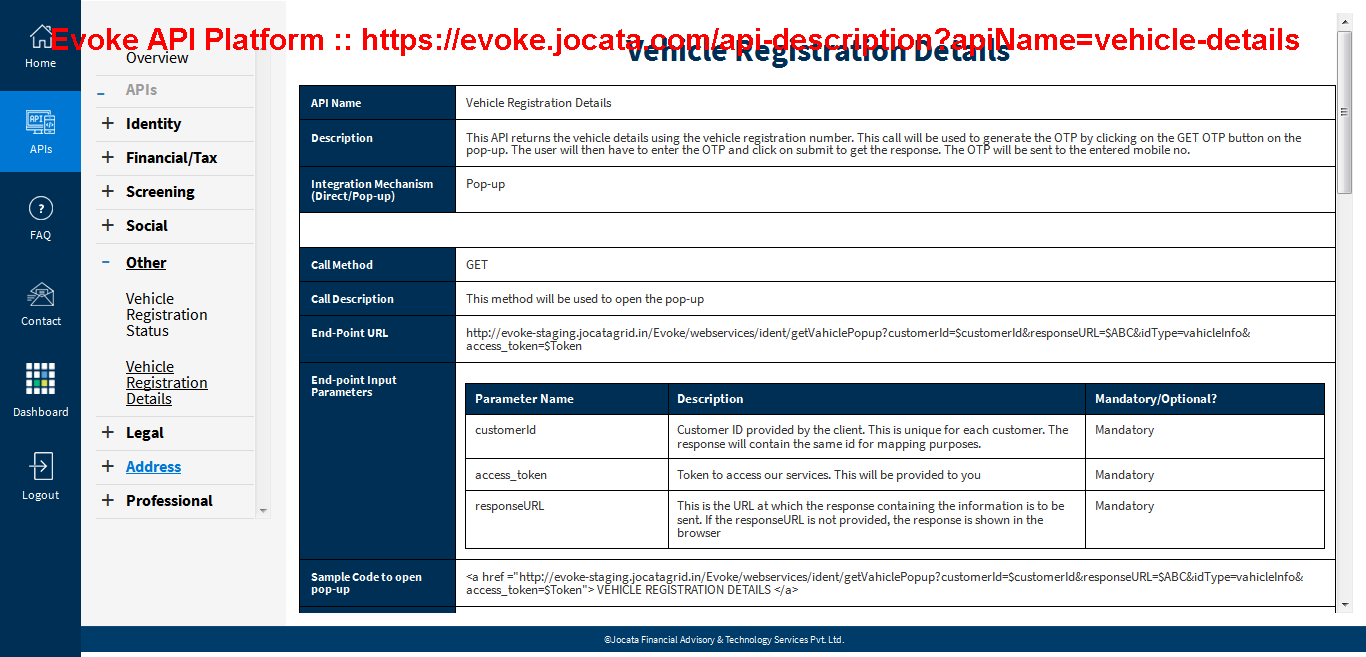 Evoke API Platform :: https://evoke.jocata.com/api-description?apiName=vehicle-details
Home
APIs
FAQ
Contact
Dashboard
Logout
Overview
– APIs
+ Identity
+ Financial/Tax
+ Screening
+ Social
– Other
Vehicle
Registration
Status
Vehicle
Registration
Details
+ Legal
+ Address
+ Professional
Vehicle Registration Details
API Name
Vehicle Registration Details
Description
This API returns the vehicle details using the vehicle registration number. This call will be used to generate the OTP by clicking on the GET OTP button on the
pop-up. The user will then have to enter the OTP and click on submit to get the response. The OTP will be sent to the entered mobile no.
Integration Mechanism
(Direct/Pop-up)
Pop-up
Call Method
GET
Call Description
This method will be used to open the pop-up
End-Point URL
http://evoke-staging.jocatagrid.in/Evoke/webservices/ident/getVahiclePopup?customerId=$customerId&responseURL=$ABC&idType=vahicleInfo&
access_token=$Token
End-point Input
Parameters
Parameter Name
Description
Mandatory/Optional?
customerId
Customer ID provided by the client. This is unique for each customer. The
response will contain the same id for mapping purposes.
Mandatory
access_token
Token to access our services. This will be provided to you
Mandatory
responseURL
This is the URL at which the response containing the information is to be
sent. If the responseURL is not provided, the response is shown in the
browser
Mandatory
Sample Code to open
pop-up
<a href ="http://evoke-staging.jocatagrid.in/Evoke/webservices/ident/getVahiclePopup?customerId=$customerId&responseURL=$ABC&idType=vahicleInfo&
access_token=$Token"> VEHICLE REGISTRATION DETAILS </a>
©Jocata Financial Advisory & Technology Services Pvt. Ltd.